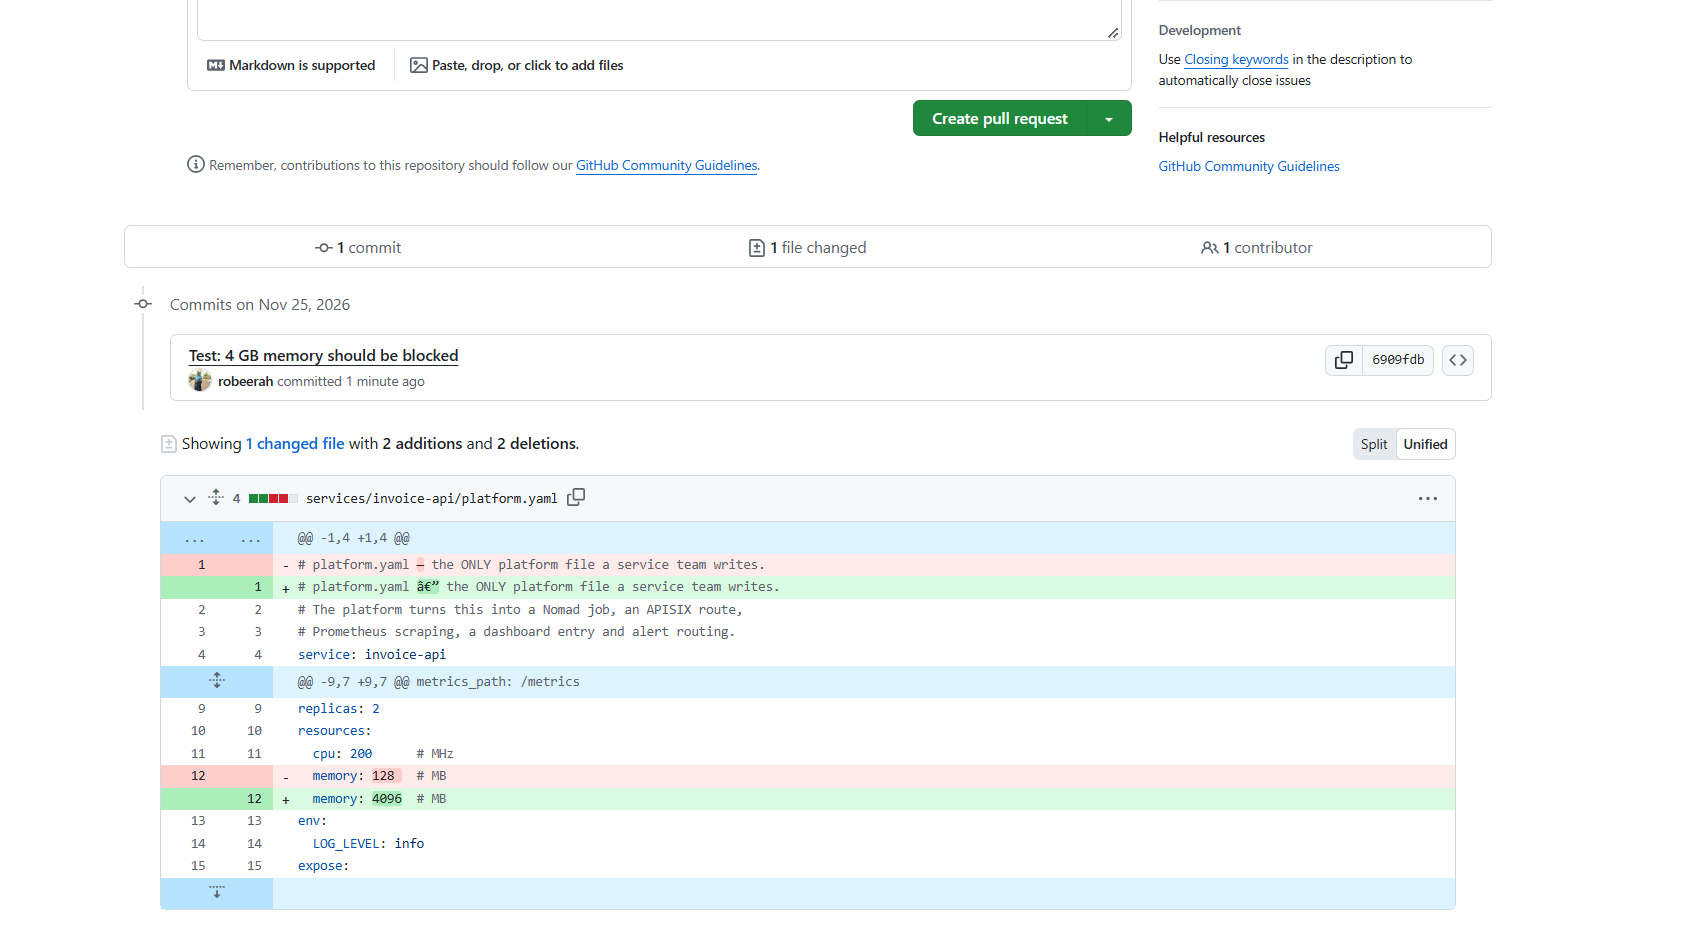 Markdown is supported
Paste, drop, or click to add files
Create pull request
Remember, contributions to this repository should follow our GitHub Community Guidelines.
Development
Use Closing keywords in the description to
automatically close issues
Helpful resources
GitHub Community Guidelines
1 commit
1 file changed
1 contributor
Commits on Nov 25, 2026
Test: 4 GB memory should be blocked
robeerah committed 1 minute ago
6909fdb
Showing 1 changed file with 2 additions and 2 deletions.
Split Unified
4 services/invoice-api/platform.yaml
... ... @@ -1,4 +1,4 @@
1 - # platform.yaml — the ONLY platform file a service team writes.
1 + # platform.yaml â€” the ONLY platform file a service team writes.
2 2 # The platform turns this into a Nomad job, an APISIX route,
3 3 # Prometheus scraping, a dashboard entry and alert routing.
4 4 service: invoice-api
@@ -9,7 +9,7 @@ metrics_path: /metrics
9 9 replicas: 2
10 10 resources:
11 11 cpu: 200 # MHz
12 - memory: 128 # MB
12 + memory: 4096 # MB
13 13 env:
14 14 LOG_LEVEL: info
15 15 expose: